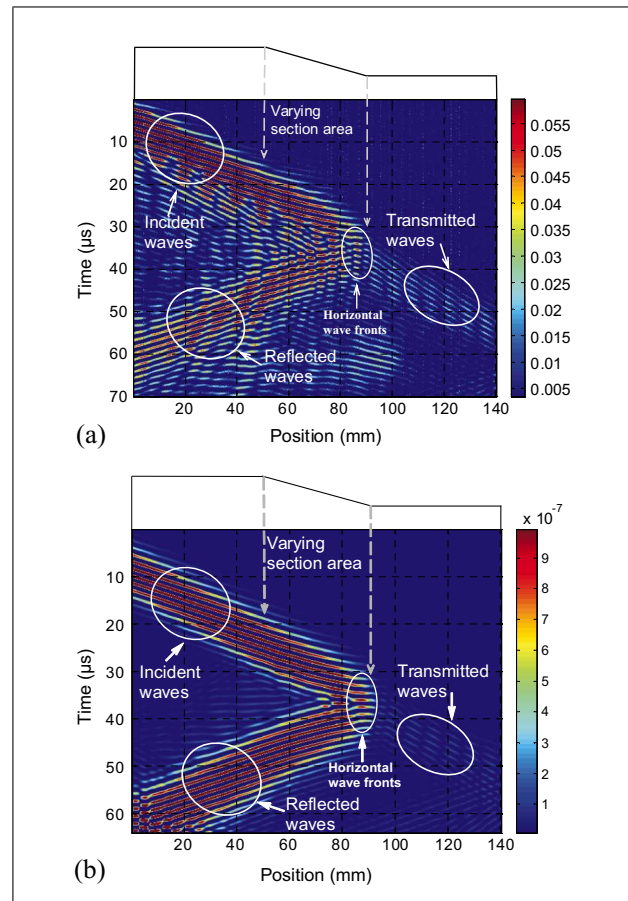 Varying
section area
Incident
waves
Transmitted
waves
Horizontal
wave fronts
Reflected
waves
10
20
30
40
50
60
70
Time (µs)
20 40 60 80 100 120 140
Position (mm)
0.055
0.05
0.045
0.04
0.035
0.03
0.025
0.02
0.015
0.01
0.005
(a)
x 10⁻⁷
Varying
section area
Incident
waves
Transmitted
waves
Horizontal
wave fronts
Reflected
waves
10
20
30
40
50
60
Time (µs)
20 40 60 80 100 120 140
Position (mm)
9
8
7
6
5
4
3
2
1
(b)